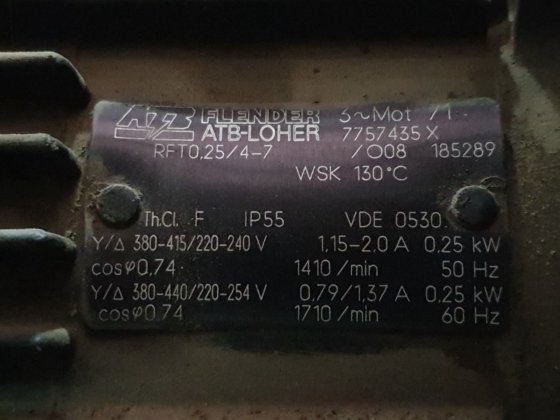 ATB FLENDER 3~Mot /1
ATB-LOHER 7757435 X
RFT0,25/4-7 /008 185289
WSK 130°C
Th.Cl. F IP55 VDE 0530
Y/Δ 380-415/220-240 V 1,15-2.0 A 0,25 kW
cosφ0,74 1410/min 50 Hz
Y/Δ 380-440/220-254 V 0,79/1,37 A 0,25 kW
cosφ0,74 1710/min 60 Hz